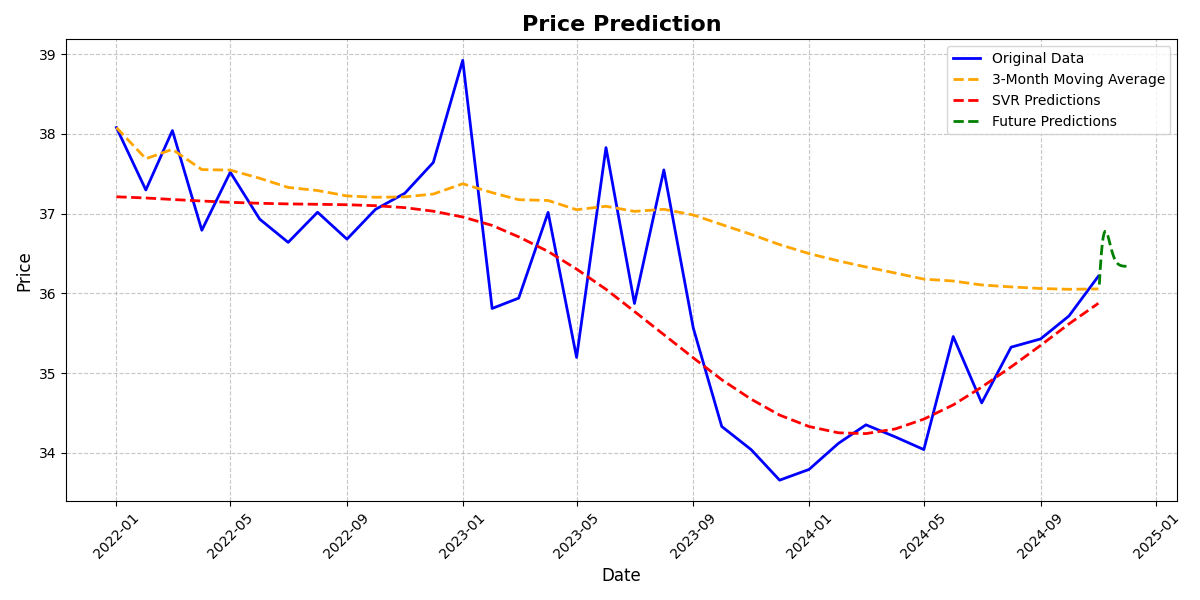 Price Prediction
Original Data
3-Month Moving Average
SVR Predictions
Future Predictions
39
38
37
36
35
34
Price
2022-01
2022-05
2022-09
2023-01
2023-05
2023-09
2024-01
2024-05
2024-09
2025-01
Date